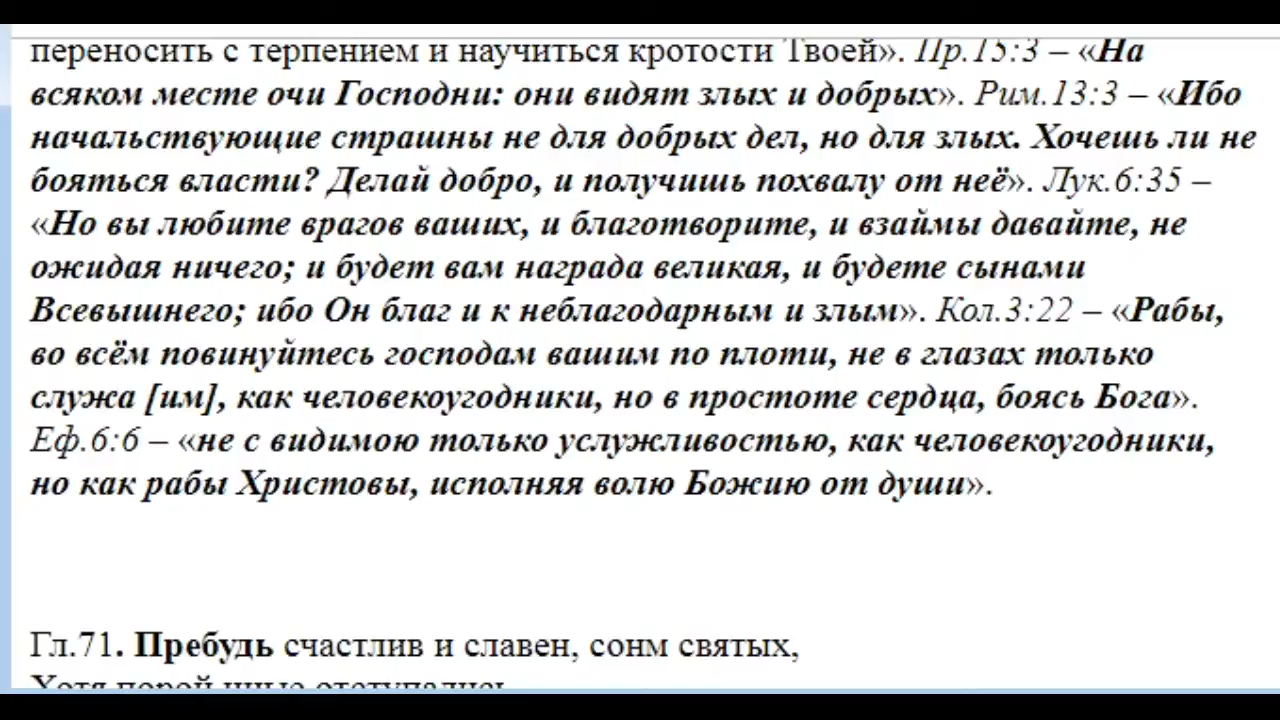 переносить с терпением и научиться кротости Твоей». Пр.15:3 – «На
всяком месте очи Господни: они видят злых и добрых». Рим.13:3 – «Ибо
начальствующие страшны не для добрых дел, но для злых. Хочешь ли не
бояться власти? Делай добро, и получишь похвалу от неё». Лук.6:35 –
«Но вы любите врагов ваших, и благотворите, и взаймы давайте, не
ожидая ничего; и будет вам награда великая, и будете сынами
Всевышнего; ибо Он благ и к неблагодарным и злым». Кол.3:22 – «Рабы,
во всём повинуйтесь господам вашим по плоти, не в глазах только
служа [им], как человекоугодники, но в простоте сердца, боясь Бога».
Еф.6:6 – «не с видимою только услужливостью, как человекоугодники,
но как рабы Христовы, исполняя волю Божию от души».
Гл.71. Пребудь счастлив и славен, сонм святых,
Хотя порой иные отступались